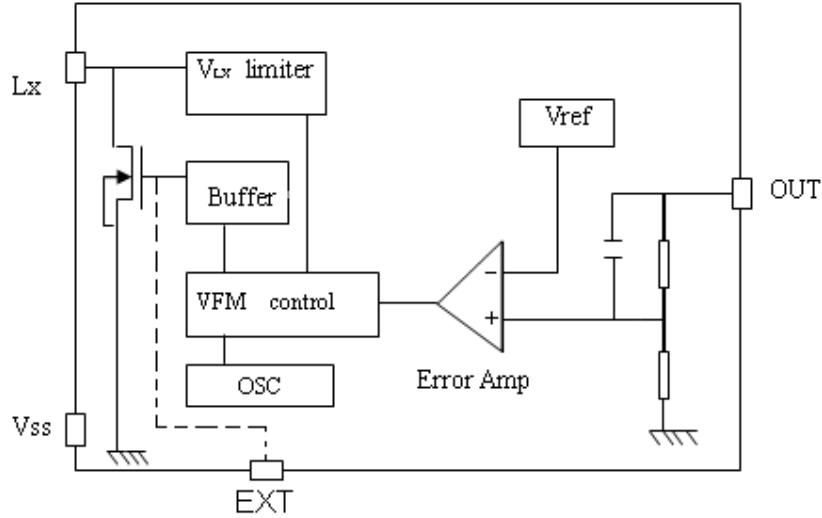 VLX limiter
Lx
Vref
Buffer
OUT
VFM control
-
+
OSC
Error Amp
Vss
EXT